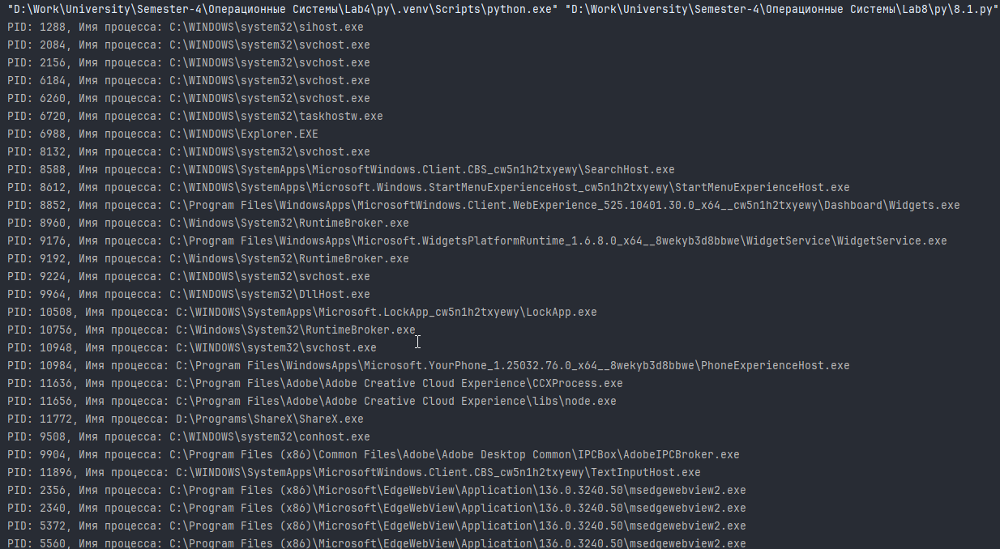 "D:\Work\University\Semester-4\Операционные Системы\Lab4\py\.venv\Scripts\python.exe" "D:\Work\University\Semester-4\Операционные Системы\Lab8\py\8.1.py"
PID: 1288, Имя процесса: C:\WINDOWS\system32\sihost.exe
PID: 2084, Имя процесса: C:\WINDOWS\system32\svchost.exe
PID: 2156, Имя процесса: C:\WINDOWS\system32\svchost.exe
PID: 6184, Имя процесса: C:\WINDOWS\system32\svchost.exe
PID: 6260, Имя процесса: C:\WINDOWS\system32\svchost.exe
PID: 6720, Имя процесса: C:\WINDOWS\system32\taskhostw.exe
PID: 6988, Имя процесса: C:\WINDOWS\Explorer.EXE
PID: 8132, Имя процесса: C:\WINDOWS\system32\svchost.exe
PID: 8588, Имя процесса: C:\WINDOWS\SystemApps\MicrosoftWindows.Client.CBS_cw5n1h2txyewy\SearchHost.exe
PID: 8612, Имя процесса: C:\WINDOWS\SystemApps\Microsoft.Windows.StartMenuExperienceHost_cw5n1h2txyewy\StartMenuExperienceHost.exe
PID: 8852, Имя процесса: C:\Program Files\WindowsApps\MicrosoftWindows.Client.WebExperience_525.10401.30.0_x64__cw5n1h2txyewy\Dashboard\Widgets.exe
PID: 8960, Имя процесса: C:\Windows\System32\RuntimeBroker.exe
PID: 9176, Имя процесса: C:\Program Files\WindowsApps\Microsoft.WidgetsPlatformRuntime_1.6.8.0_x64__8wekyb3d8bbwe\WidgetService\WidgetService.exe
PID: 9192, Имя процесса: C:\Windows\System32\RuntimeBroker.exe
PID: 9224, Имя процесса: C:\WINDOWS\system32\svchost.exe
PID: 9964, Имя процесса: C:\WINDOWS\system32\DllHost.exe
PID: 10508, Имя процесса: C:\WINDOWS\SystemApps\Microsoft.LockApp_cw5n1h2txyewy\LockApp.exe
PID: 10756, Имя процесса: C:\Windows\System32\RuntimeBroker.exe
PID: 10948, Имя процесса: C:\WINDOWS\system32\svchost.exe
PID: 10984, Имя процесса: C:\Program Files\WindowsApps\Microsoft.YourPhone_1.25032.76.0_x64__8wekyb3d8bbwe\PhoneExperienceHost.exe
PID: 11636, Имя процесса: C:\Program Files\Adobe\Adobe Creative Cloud Experience\CCXProcess.exe
PID: 11656, Имя процесса: C:\Program Files\Adobe\Adobe Creative Cloud Experience\libs\node.exe
PID: 11772, Имя процесса: D:\Programs\ShareX\ShareX.exe
PID: 9508, Имя процесса: C:\WINDOWS\system32\conhost.exe
PID: 9904, Имя процесса: C:\Program Files (x86)\Common Files\Adobe\Adobe Desktop Common\IPCBox\AdobeIPCBroker.exe
PID: 11896, Имя процесса: C:\WINDOWS\SystemApps\MicrosoftWindows.Client.CBS_cw5n1h2txyewy\TextInputHost.exe
PID: 2356, Имя процесса: C:\Program Files (x86)\Microsoft\EdgeWebView\Application\136.0.3240.50\msedgewebview2.exe
PID: 2340, Имя процесса: C:\Program Files (x86)\Microsoft\EdgeWebView\Application\136.0.3240.50\msedgewebview2.exe
PID: 5372, Имя процесса: C:\Program Files (x86)\Microsoft\EdgeWebView\Application\136.0.3240.50\msedgewebview2.exe
PID: 5560, Имя процесса: C:\Program Files (x86)\Microsoft\EdgeWebView\Application\136.0.3240.50\msedgewebview2.exe